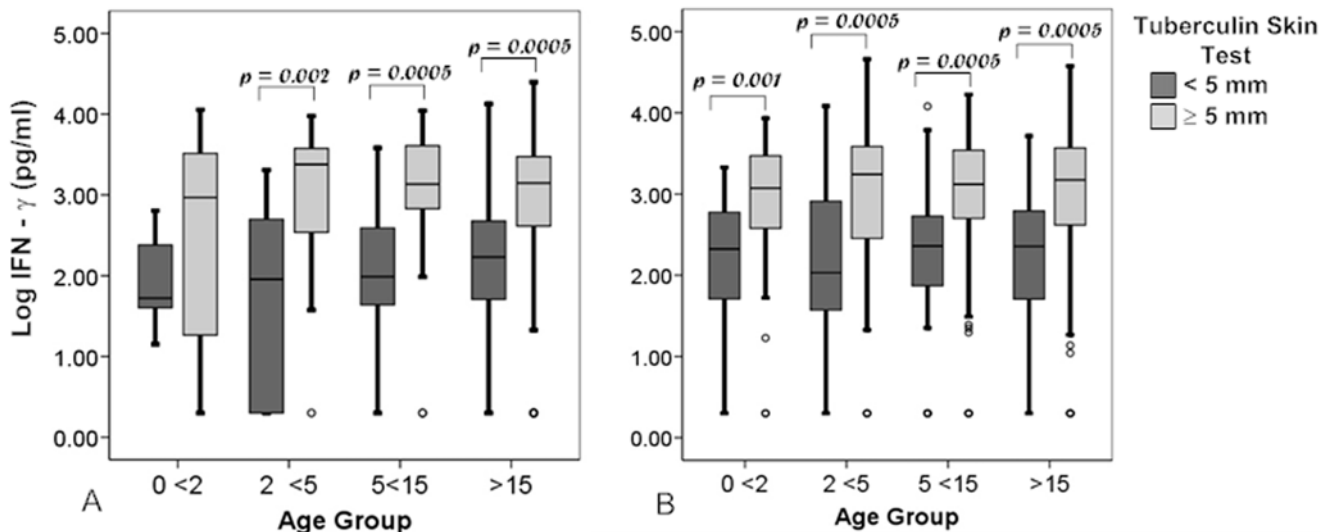 5.00
4.00
3.00
2.00
1.00
0.00
Log IFN - γ (pg/ml)
p = 0.002
p = 0.0005
p = 0.0005
0 <2
2 <5
5<15
>15
A
Age Group
5.00
4.00
3.00
2.00
1.00
0.00
p = 0.001
p = 0.0005
p = 0.0005
p = 0.0005
0 <2
2 <5
5<15
>15
B
Age Group
Tuberculin Skin
Test
< 5 mm
≥ 5 mm